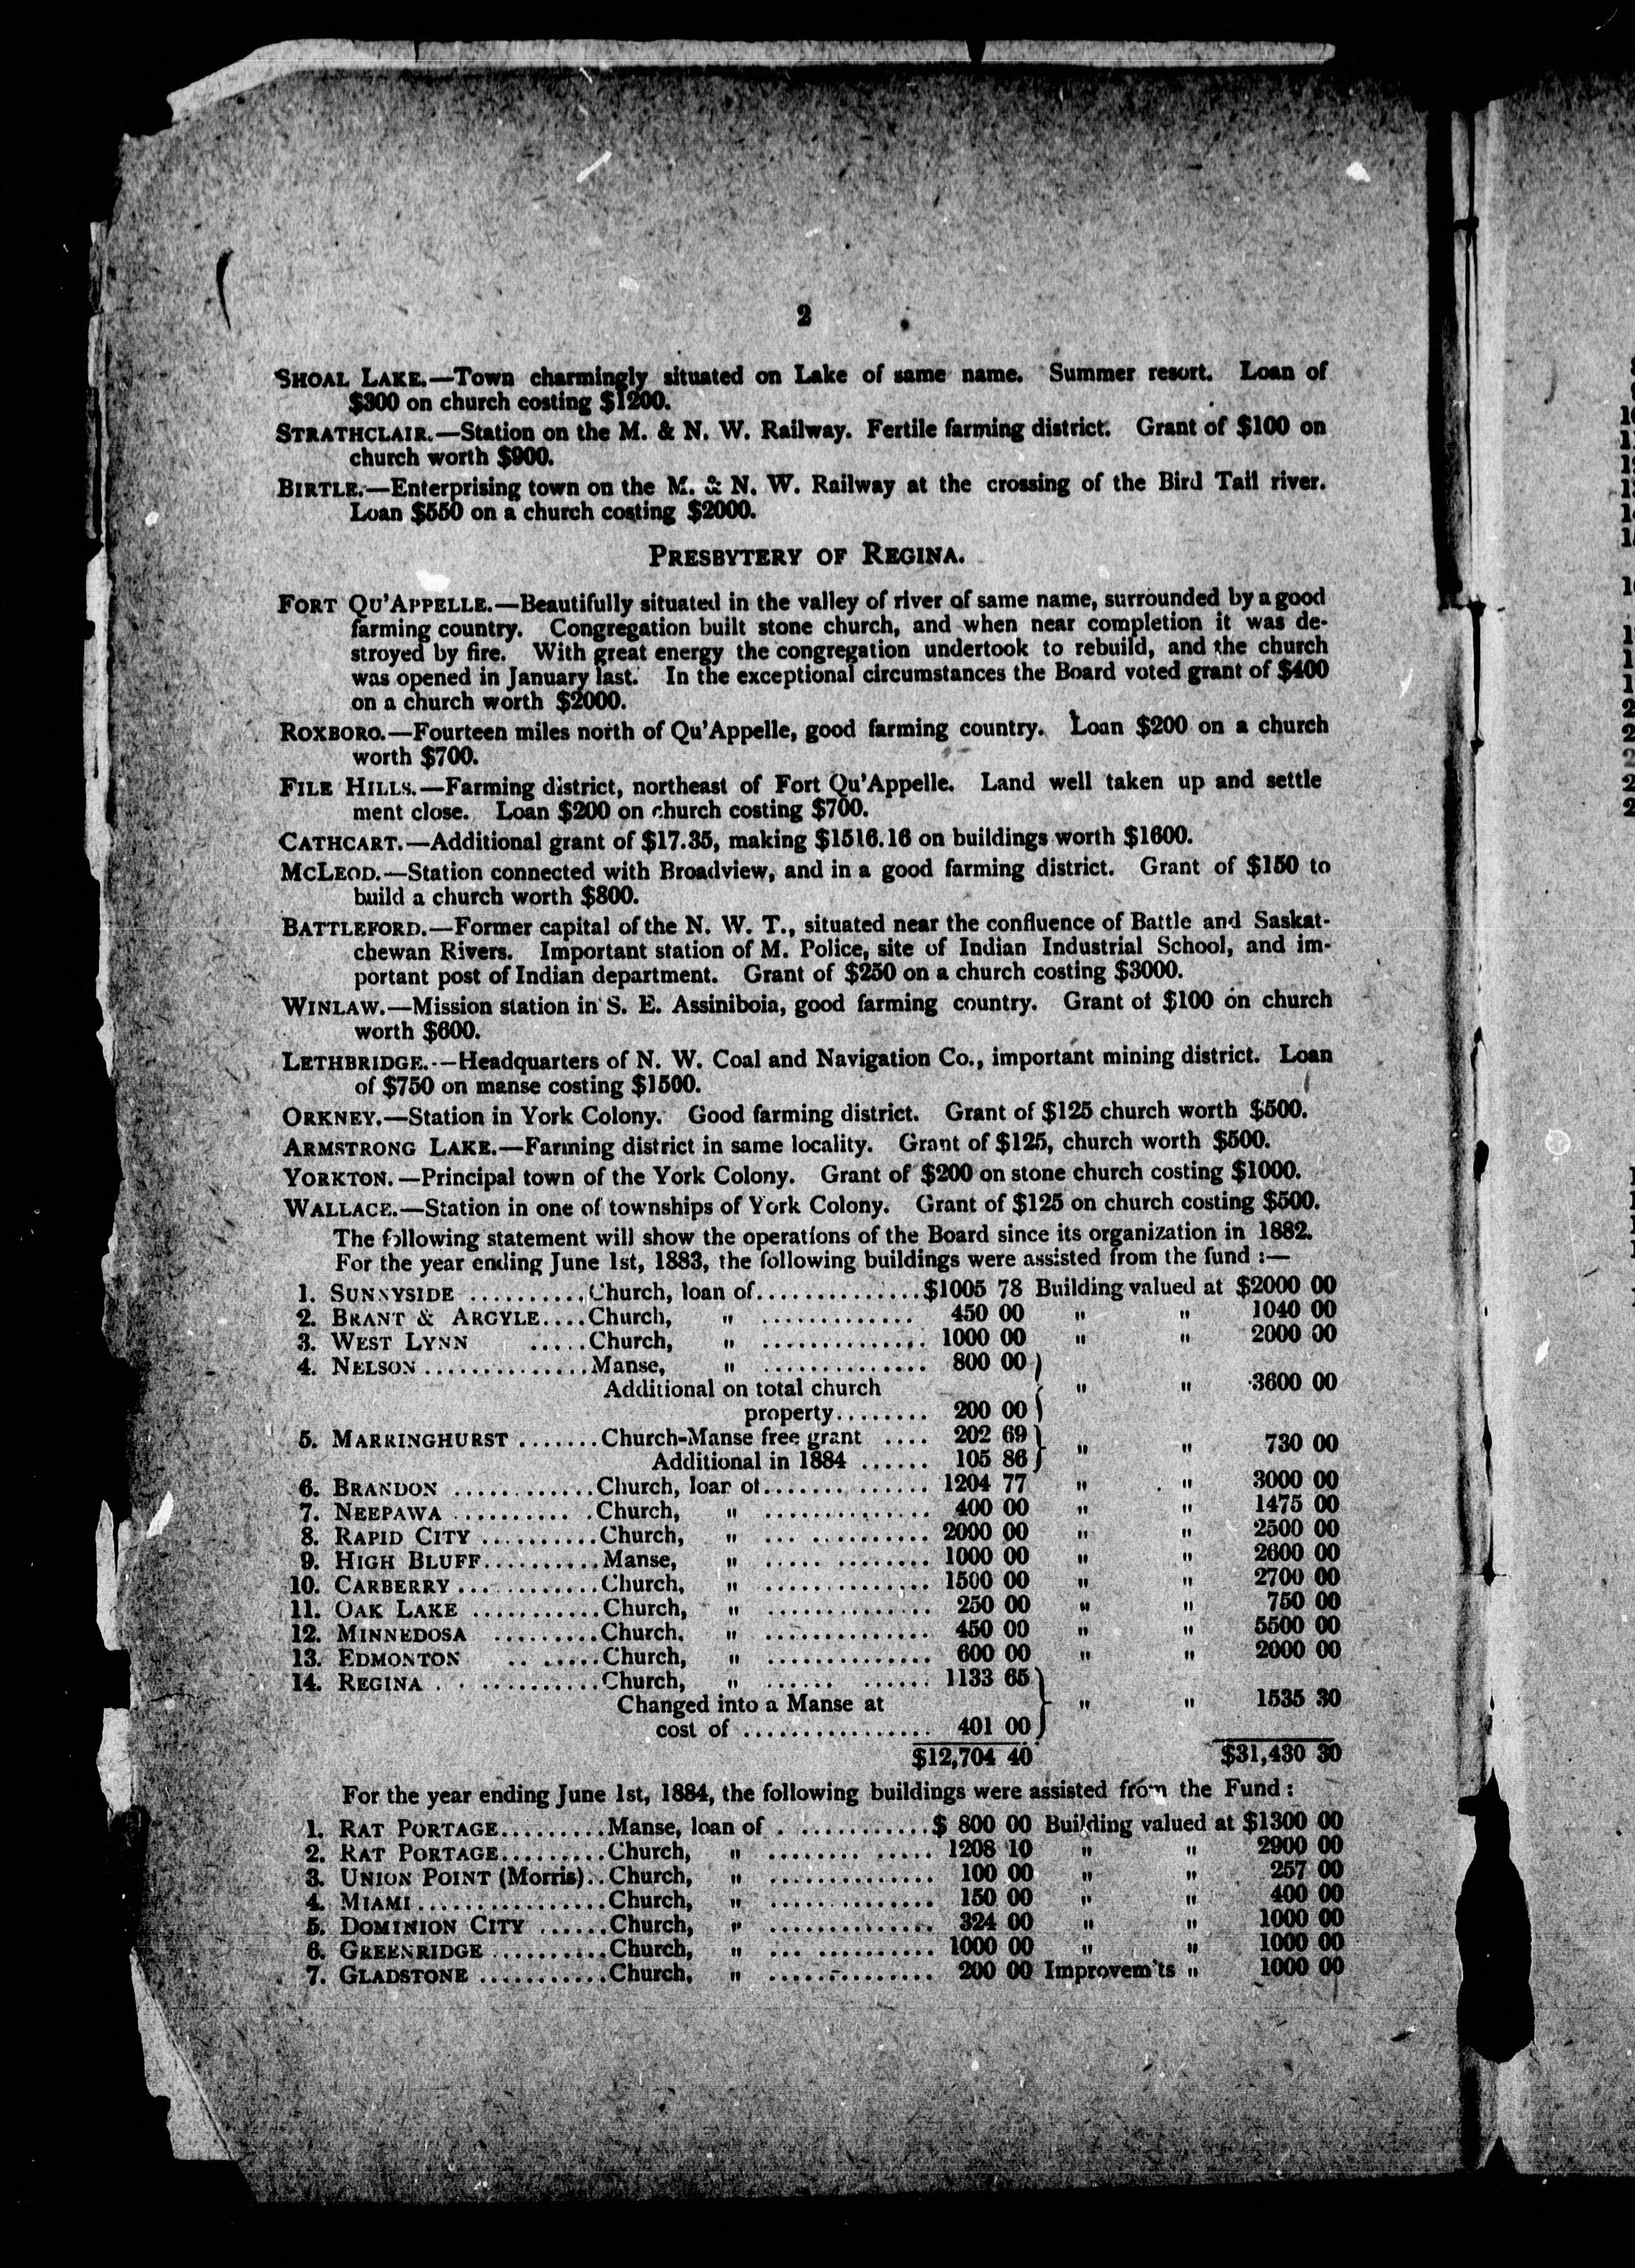 2
SHOAL LAKE.—Town charmingly situated on Lake of same name. Summer resort. Loan of
$300 on church costing $1200.
STRATHCLAIR.—Station on the M. & N. W. Railway. Fertile farming district. Grant of $100 on
church worth $900.
BIRTLE.—Enterprising town on the M. & N. W. Railway at the crossing of the Bird Tail river.
Loan $550 on a church costing $2000.
PRESBYTERY OF REGINA.
FORT QU'APPELLE.—Beautifully situated in the valley of river of same name, surrounded by a good
farming country. Congregation built stone church, and when near completion it was de-
stroyed by fire. With great energy the congregation undertook to rebuild, and the church
was opened in January last. In the exceptional circumstances the Board voted grant of $400
on a church worth $2000.
ROXBORO.—Fourteen miles north of Qu'Appelle, good farming country. Loan $200 on a church
worth $700.
FILE HILLS.—Farming district, northeast of Fort Qu'Appelle. Land well taken up and settle
ment close. Loan $200 on church costing $700.
CATHCART.—Additional grant of $17.35, making $1516.16 on buildings worth $1600.
MCLEOD.—Station connected with Broadview, and in a good farming district. Grant of $150 to
build a church worth $800.
BATTLEFORD.—Former capital of the N. W. T., situated near the confluence of Battle and Saskat-
chewan Rivers. Important station of M. Police, site of Indian Industrial School, and im-
portant post of Indian department. Grant of $250 on a church costing $3000.
WINLAW.—Mission station in S. E. Assiniboia, good farming country. Grant of $100 on church
worth $600.
LETHBRIDGE.—Headquarters of N. W. Coal and Navigation Co., important mining district. Loan
of $750 on manse costing $1500.
ORKNEY.—Station in York Colony. Good farming district. Grant of $125 church worth $500.
ARMSTRONG LAKE.—Farming district in same locality. Grant of $125, church worth $500.
YORKTON.—Principal town of the York Colony. Grant of $200 on stone church costing $1000.
WALLACE.—Station in one of townships of York Colony. Grant of $125 on church costing $500.
The following statement will show the operations of the Board since its organization in 1882.
For the year ending June 1st, 1883, the following buildings were assisted from the fund :—
1. SUNNYSIDE ..........Church, loan of..............$1005 78 Building valued at $2000 00
2. BRANT & ARGYLE....Church, " ............. 450 00 " " 1040 00
3. WEST LYNN .....Church, " .............. 1000 00 " " 2000 00
4. NELSON..............Manse, " .............. 800 00 }
Additional on total church " " 3600 00
property........ 200 00 }
5. MARRINGHURST .......Church-Manse free grant .... 202 69 } " " 730 00
Additional in 1884 ...... 105 86 }
6. BRANDON ............Church, loan of.............. 1204 77 " " 3000 00
7. NEEPAWA ............Church, " .............. 400 00 " " 1475 00
8. RAPID CITY ..........Church, " .............. 2000 00 " " 2500 00
9. HIGH BLUFF..........Manse, " .............. 1000 00 " " 2600 00
10. CARBERRY ............Church, " .............. 1500 00 " " 2700 00
11. OAK LAKE ...........Church, " .............. 250 00 " " 750 00
12. MINNEDOSA .........Church. " .............. 450 00 " " 5500 00
13. EDMONTON .. ......Church, " .............. 600 00 " " 2000 00
14. REGINA . . ..........Church, " ...... ...... 1133 65 }
Changed into a Manse at } " " 1535 30
cost of ................ 401 00 }
$12,704 40 $31,430 30
For the year ending June 1st, 1884, the following buildings were assisted from the Fund :
1. RAT PORTAGE.........Manse, loan of . ...........$ 800 00 Building valued at $1300 00
2. RAT PORTAGE.........Church, " ........ ..... 1208 10 " " 2900 00
3. UNION POINT (Morris)..Church, " .............. 100 00 " " 257 00
4. MIAMI................Church, " .............. 150 00 " " 400 00
5. DOMINION CITY ......Church, " .............. 324 00 " " 1000 00
6. GREENRIDGE ..........Church, " ... .......... 1000 00 " " 1000 00
7. GLADSTONE ...........Church, " .............. 200 00 Improvem'ts " 1000 00